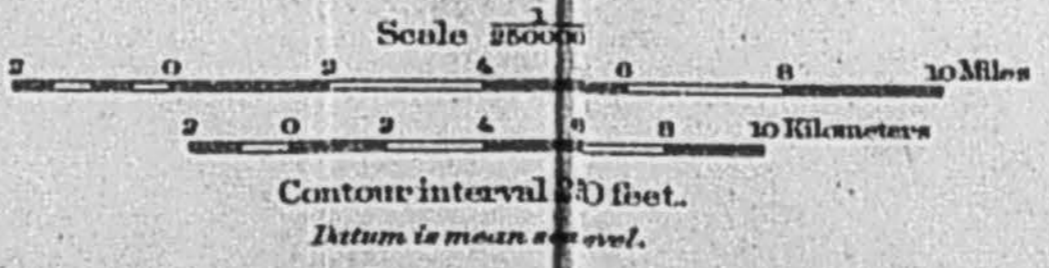 Scale 1/250000
2 0 2 4 6 8 10 Miles
2 0 2 4 6 8 10 Kilometers
Contour interval feet.
Datum is mean